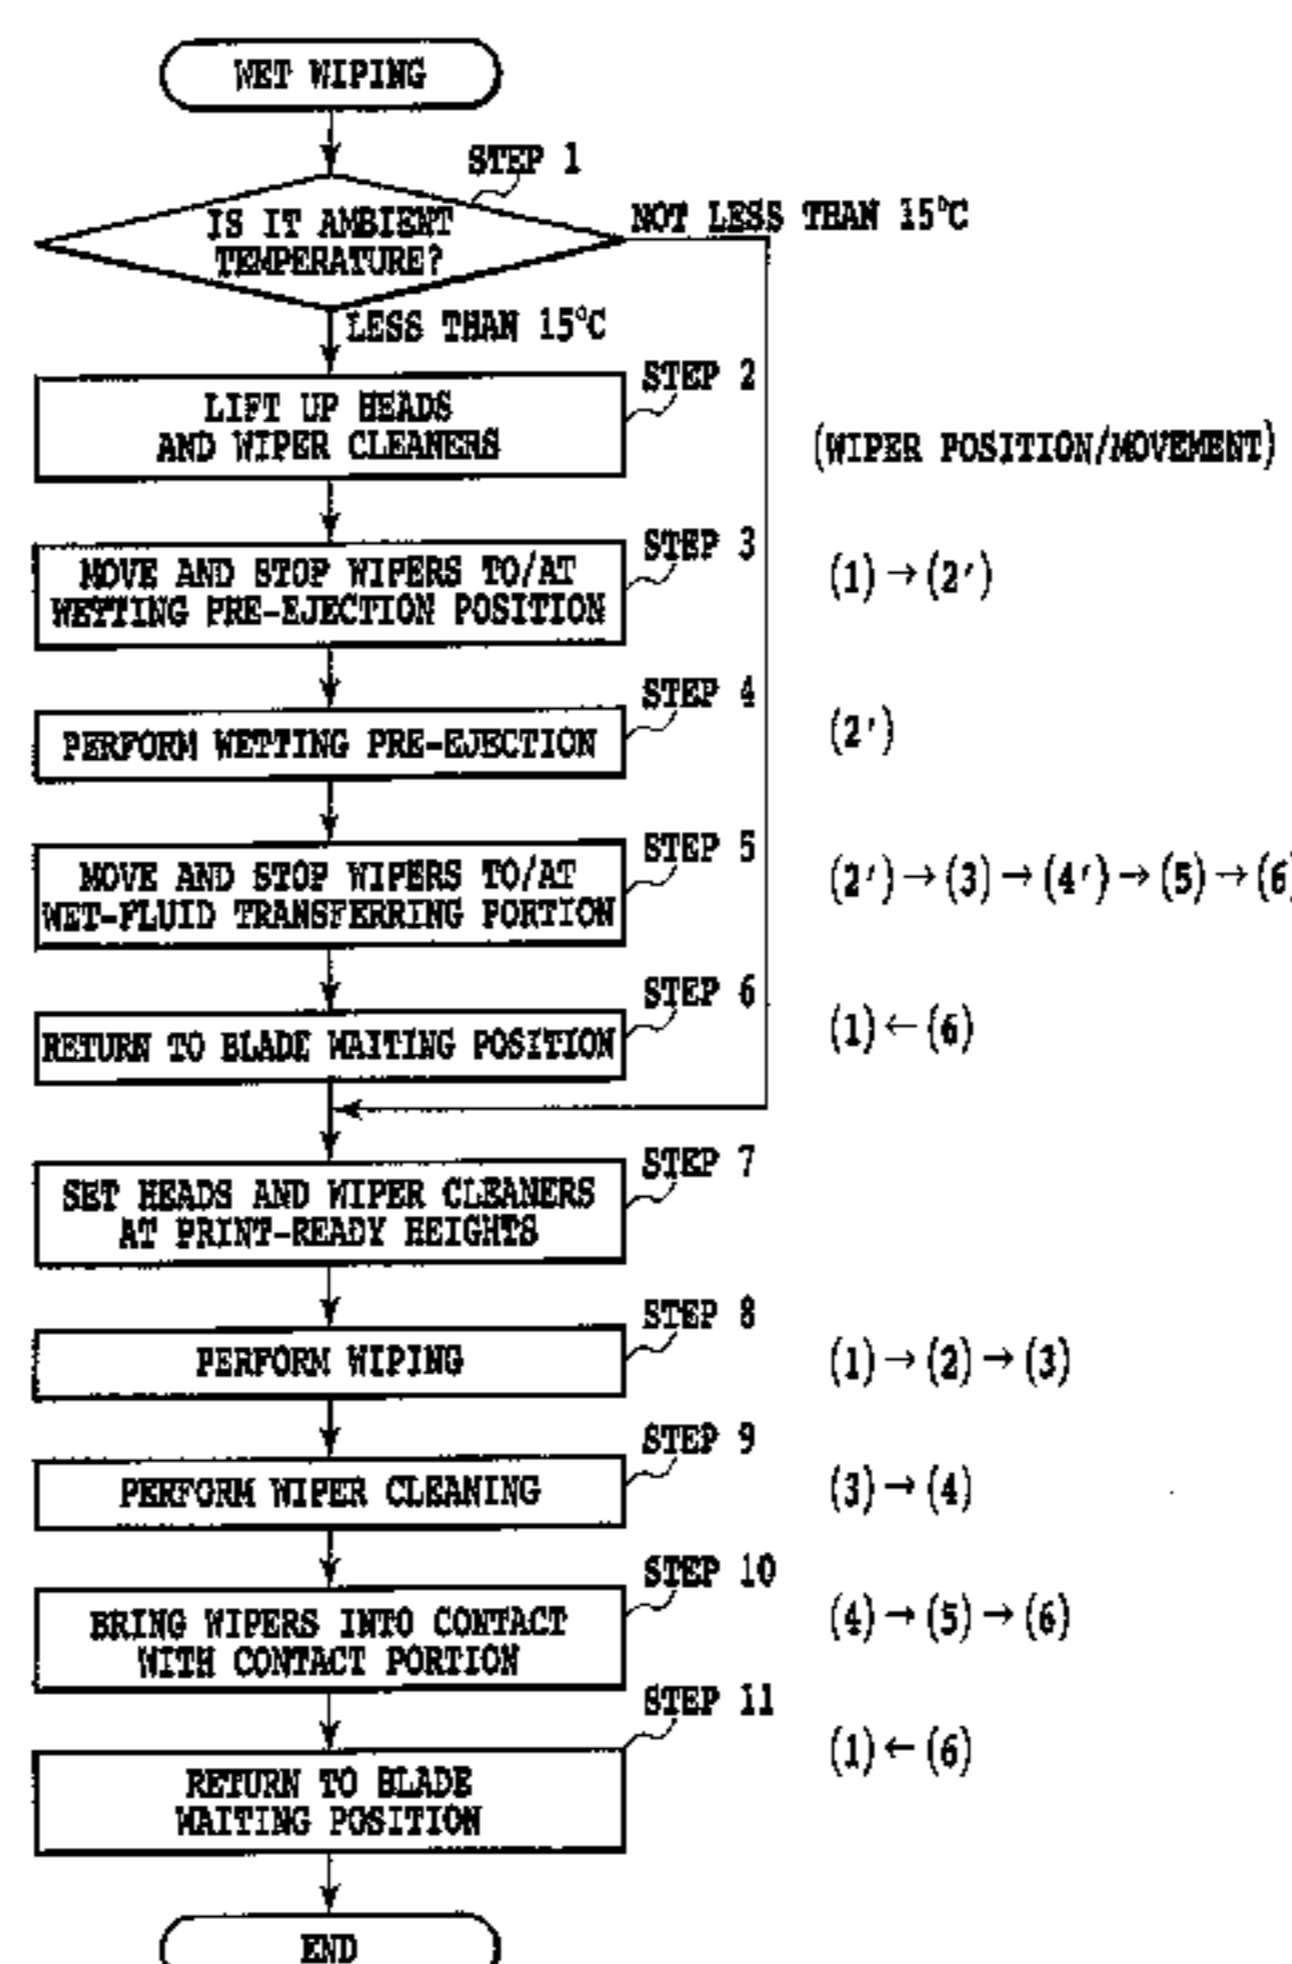 WET WIPING
STEP 1
IS IT AMBIENT
TEMPERATURE?
NOT LESS THAN 15°C
LESS THAN 15°C
STEP 2
LIFT UP HEADS
AND WIPER CLEANERS
(WIPER POSITION/MOVEMENT)
STEP 3
MOVE AND STOP WIPERS TO/AT
WETTING PRE-EJECTION POSITION
(1)→(2')
STEP 4
PERFORM WETTING PRE-EJECTION
(2')
STEP 5
MOVE AND STOP WIPERS TO/AT
WET-FLUID TRANSFERRING PORTION
(2')→(3)→(4')→(5)→(6)
STEP 6
RETURN TO BLADE WAITING POSITION
(1)←(6)
STEP 7
SET HEADS AND WIPER CLEANERS
AT PRINT-READY HEIGHTS
STEP 8
PERFORM WIPING
(1)→(2)→(3)
STEP 9
PERFORM WIPER CLEANING
(3)→(4)
STEP 10
BRING WIPERS INTO CONTACT
WITH CONTACT PORTION
(4)→(5)→(6)
STEP 11
RETURN TO BLADE
WAITING POSITION
(1)←(6)
END